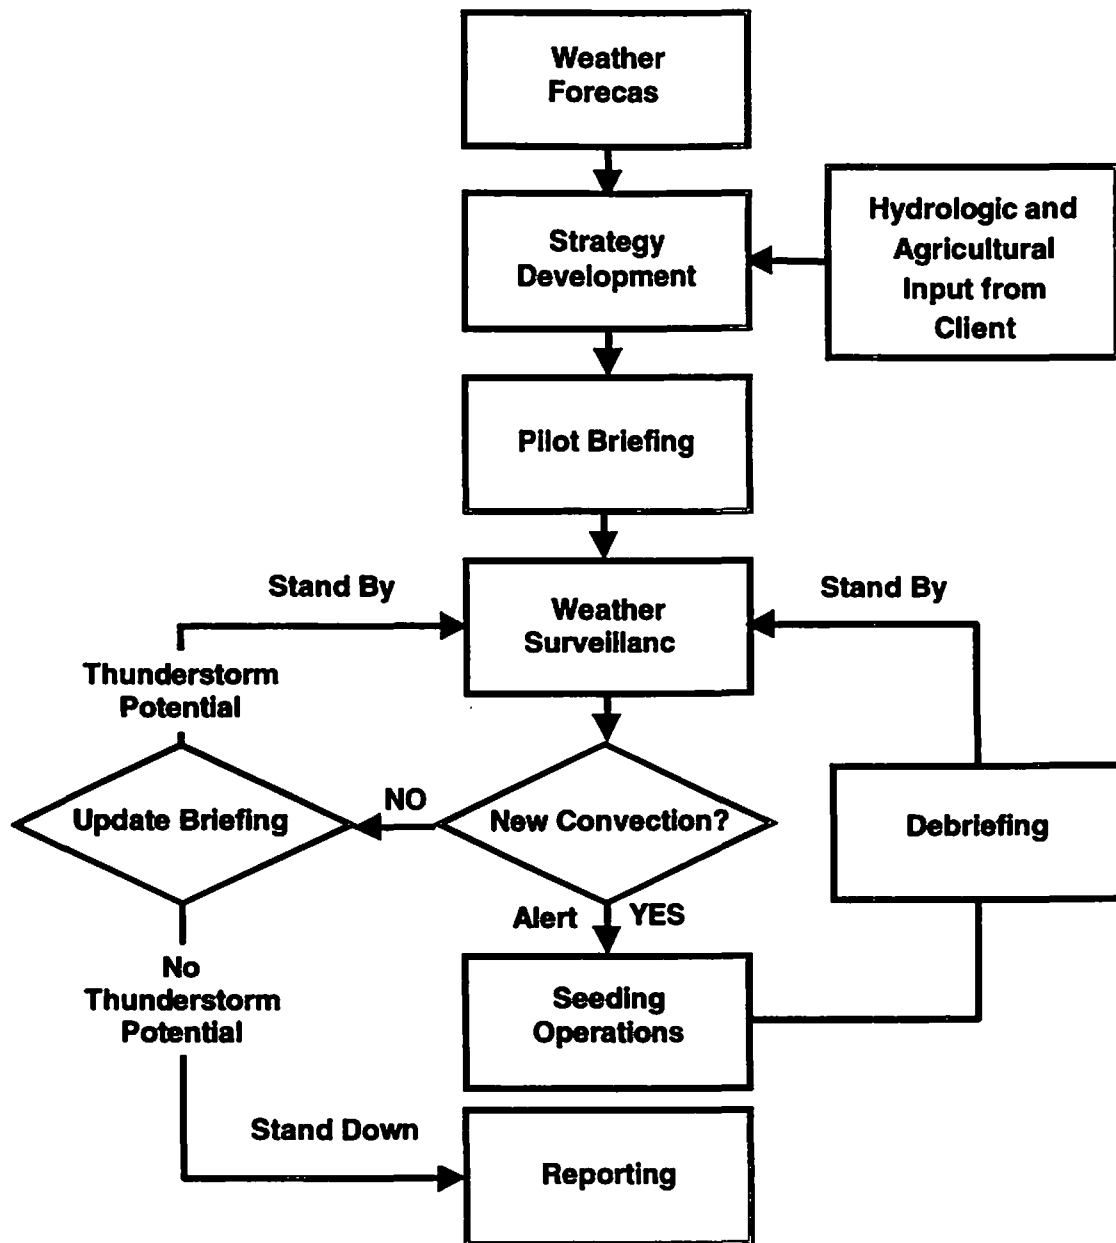 Weather
Forecas
Strategy
Development
Hydrologic and
Agricultural
Input from
Client
Pilot Briefing
Stand By
Weather
Surveillanc
Stand By
Thunderstorm
Potential
Update Briefing
NO
New Convection?
Debriefing
Alert
YES
No
Thunderstorm
Potential
Seeding
Operations
Stand Down
Reporting